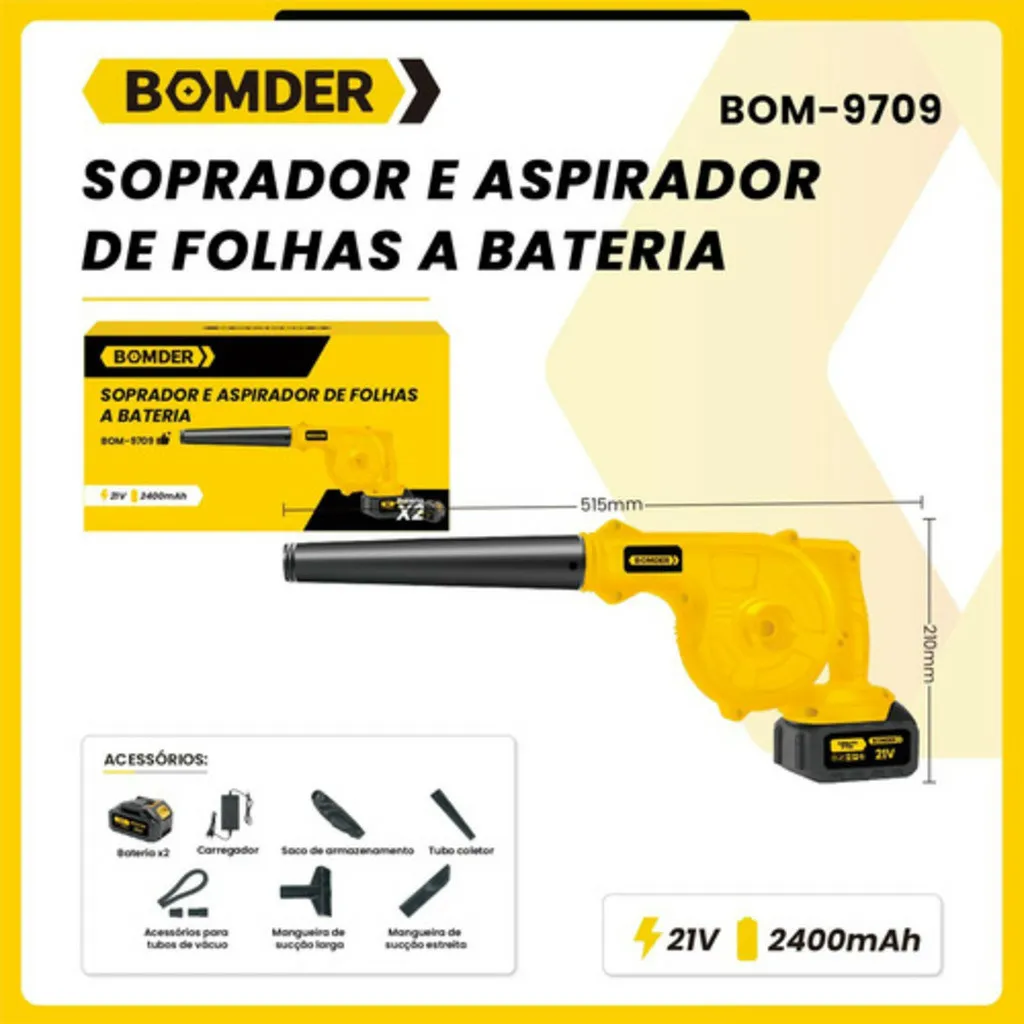 BOMDER
BOM-9709
SOPRADOR E ASPIRADOR
DE FOLHAS A BATERIA
BOMDER
SOPRADOR E ASPIRADOR DE FOLHAS
A BATERIA
BOM-9709
21V 2400mAh
X2
515mm
BOMDER
210mm
BOMDER
21V
ACESSÓRIOS:
Bateria x2
Carregador
Saco de armazenamento
Tubo coletor
Acessórios para
tubos de vácuo
Mangueira de
sucção larga
Mangueira de
sucção estreita
21V 2400mAh